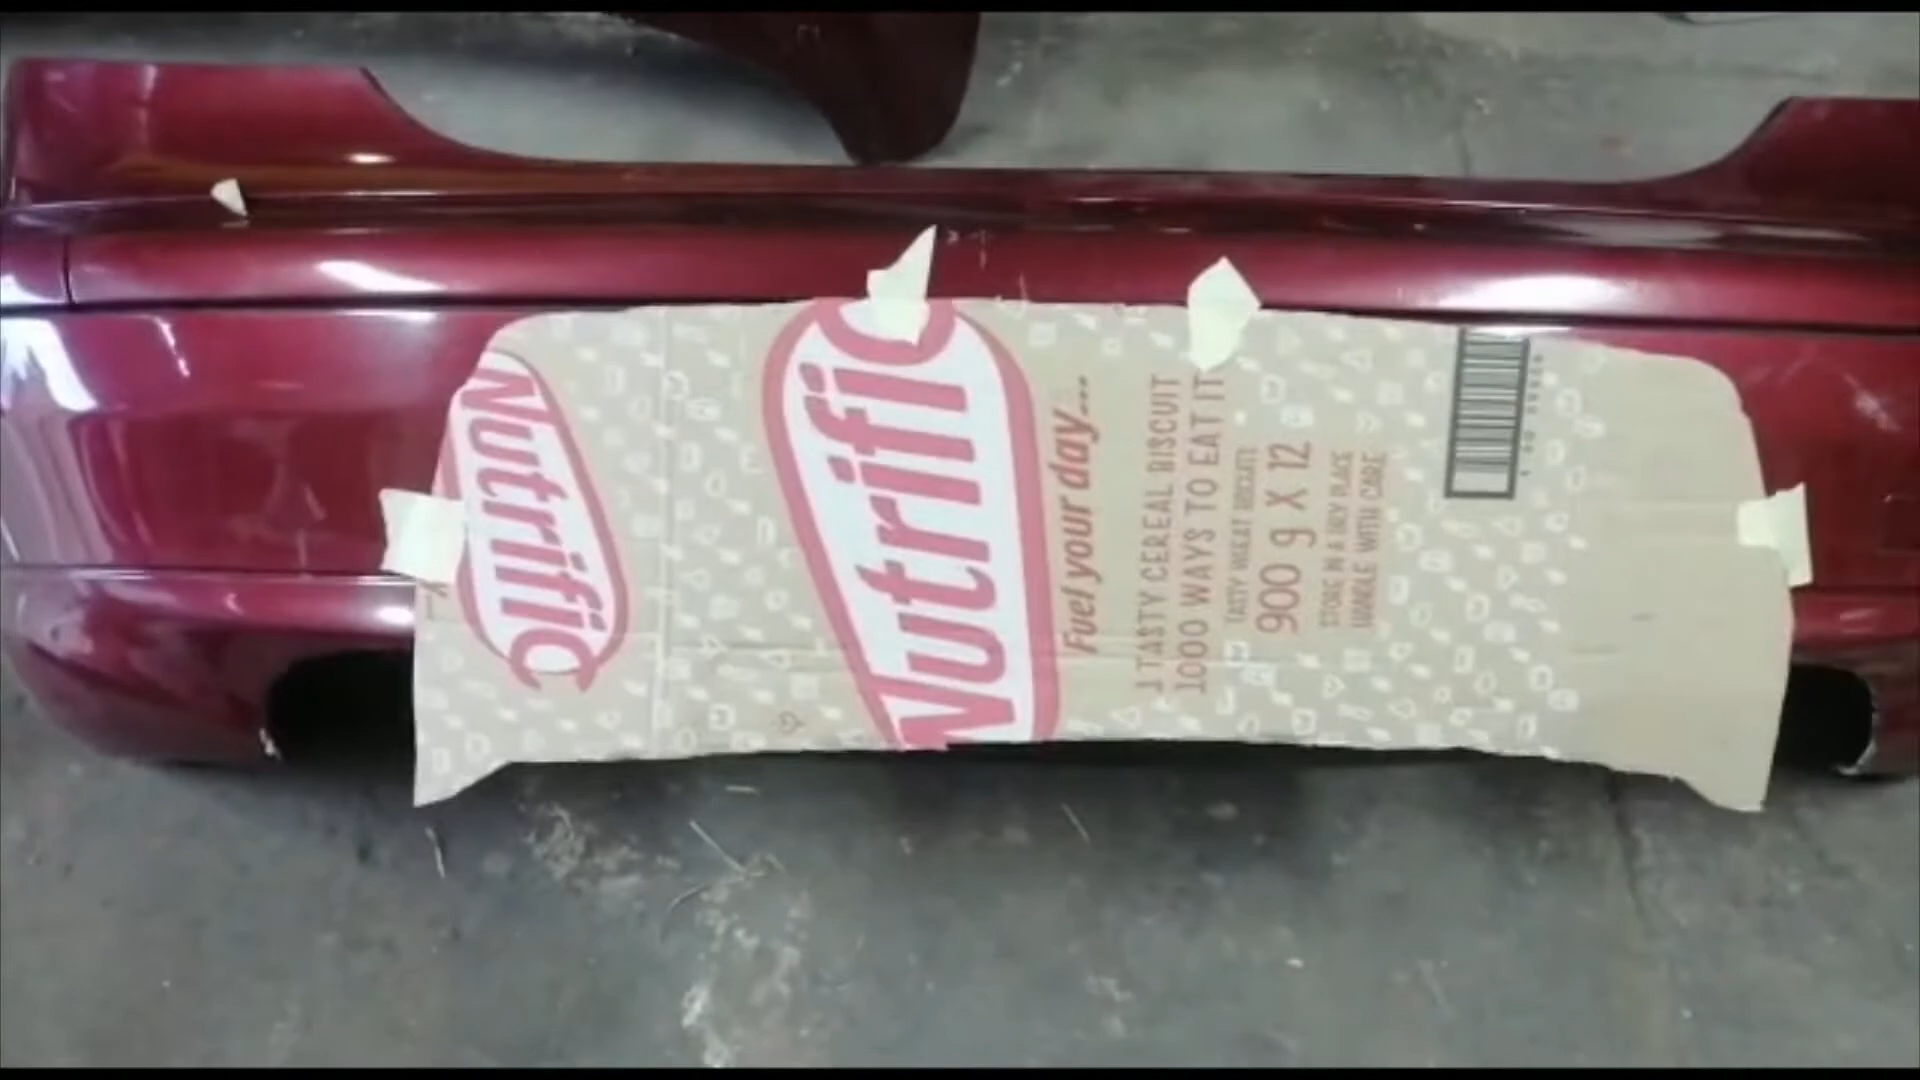 Nutrific
Nutrific
Fuel your day...
1 TASTY CEREAL BISCUIT
1000 WAYS TO EAT IT
TASTY WHEAT BISCUITS
900 g X 12
STORE IN A DRY PLACE
HANDLE WITH CARE